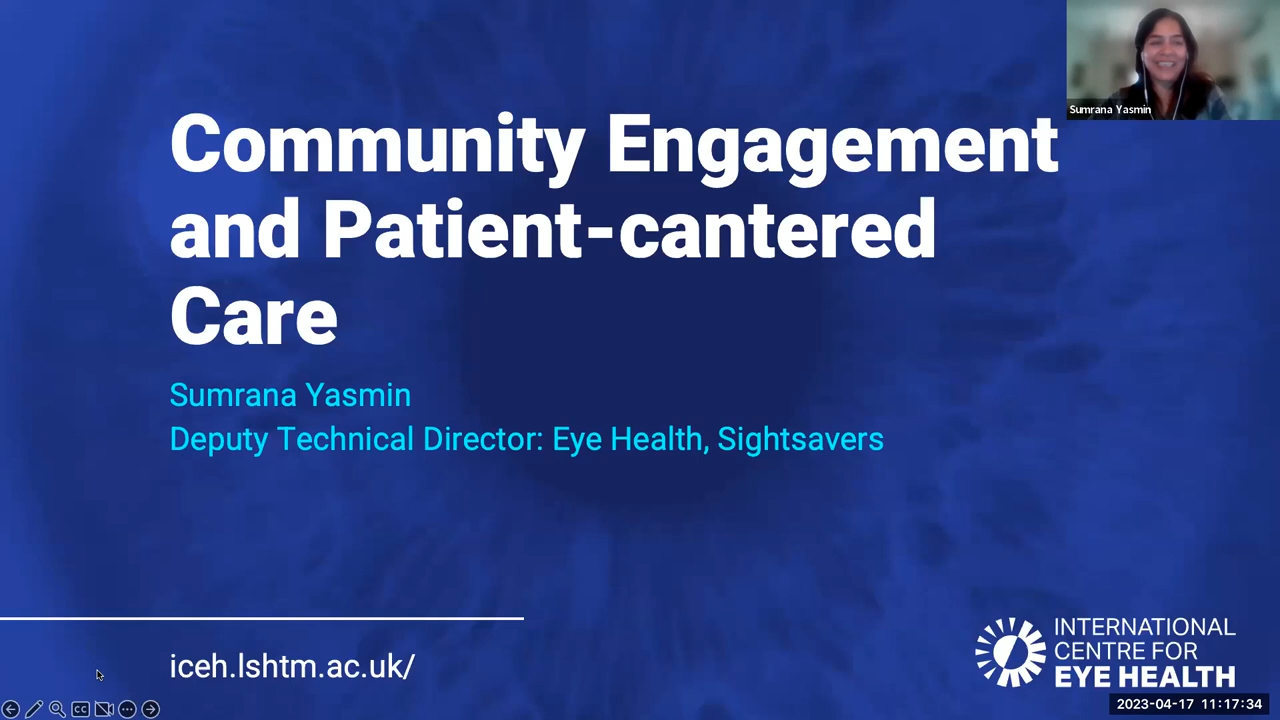 Sumrana Yasmin
Community Engagement
and Patient-cantered
Care
Sumrana Yasmin
Deputy Technical Director: Eye Health, Sightsavers
iceh.lshtm.ac.uk/
INTERNATIONAL
CENTRE FOR
EYE HEALTH
CC
2023-04-17 11:17:34